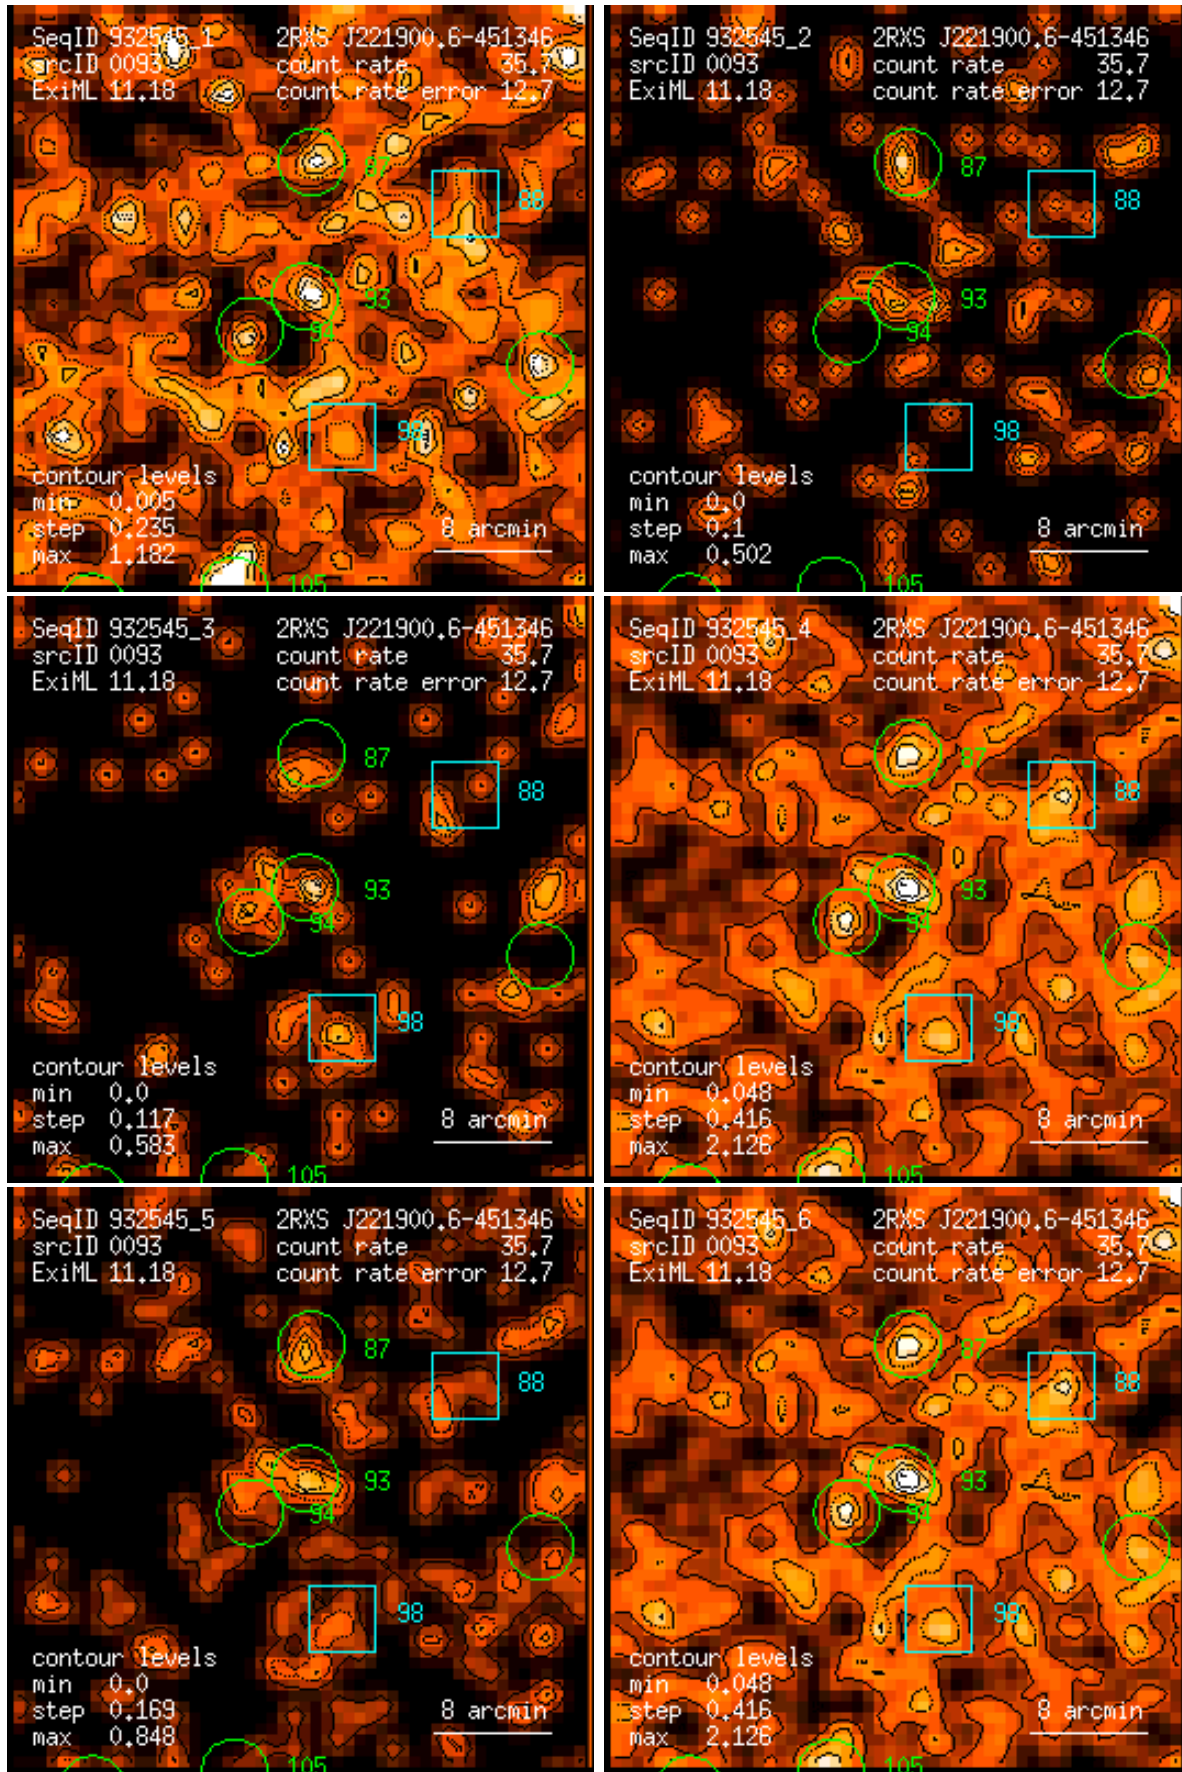 SeqID 932545_1 2RXS J221900.6-451346
srcID 0093 count rate 35.7
ExiML 11.18 count rate error 12.7
87
88
93
94
98
contour levels
min 0.005
step 0.235 8 arcmin
max 1.182
105
SeqID 932545_2 2RXS J221900.6-451346
srcID 0093 count rate 35.7
ExiML 11.18 count rate error 12.7
87
88
93
94
98
contour levels
min 0.0
step 0.1 8 arcmin
max 0.502
105
SeqID 932545_3 2RXS J221900.6-451346
srcID 0093 count rate 35.7
ExiML 11.18 count rate error 12.7
87
88
93
94
98
contour levels
min 0.0
step 0.117 8 arcmin
max 0.583
105
SeqID 932545_4 2RXS J221900.6-451346
srcID 0093 count rate 35.7
ExiML 11.18 count rate error 12.7
87
88
93
94
98
contour levels
min 0.048
step 0.416 8 arcmin
max 2.126
105
SeqID 932545_5 2RXS J221900.6-451346
srcID 0093 count rate 35.7
ExiML 11.18 count rate error 12.7
87
88
93
94
98
contour levels
min 0.0
step 0.169 8 arcmin
max 0.848
105
SeqID 932545_6 2RXS J221900.6-451346
srcID 0093 count rate 35.7
ExiML 11.18 count rate error 12.7
87
88
93
94
98
contour levels
min 0.048
step 0.416 8 arcmin
max 2.126
105